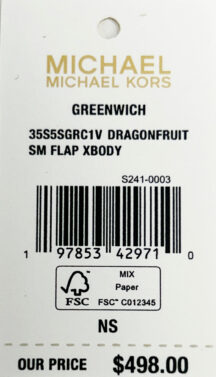 MICHAEL
MICHAEL KORS
GREENWICH
35S5SGRC1V DRAGONFRUIT
SM FLAP XBODY
S241-0003
1 97853 42971 0
FSC
MIX
Paper
FSC™ C012345
NS
OUR PRICE $498.00